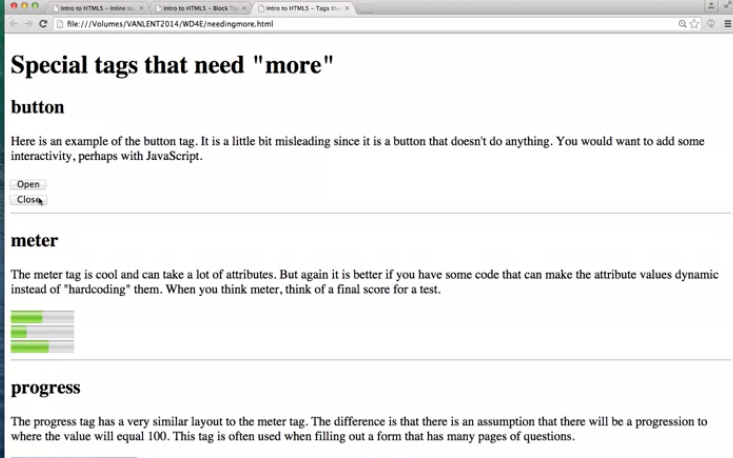 Intro to HTML5 – Inline
Intro to HTML5 – Block
Intro to HTML5 – Tags
file:///Volumes/VANLENT2014/WD4E/needingmore.html
Special tags that need "more"
button
Here is an example of the button tag. It is a little bit misleading since it is a button that doesn't do anything. You would want to add some
interactivity, perhaps with JavaScript.
Open
Close
meter
The meter tag is cool and can take a lot of attributes. But again it is better if you have some code that can make the attribute values dynamic
instead of "hardcoding" them. When you think meter, think of a final score for a test.
progress
The progress tag has a very similar layout to the meter tag. The difference is that there is an assumption that there will be a progression to
where the value will equal 100. This tag is often used when filling out a form that has many pages of questions.